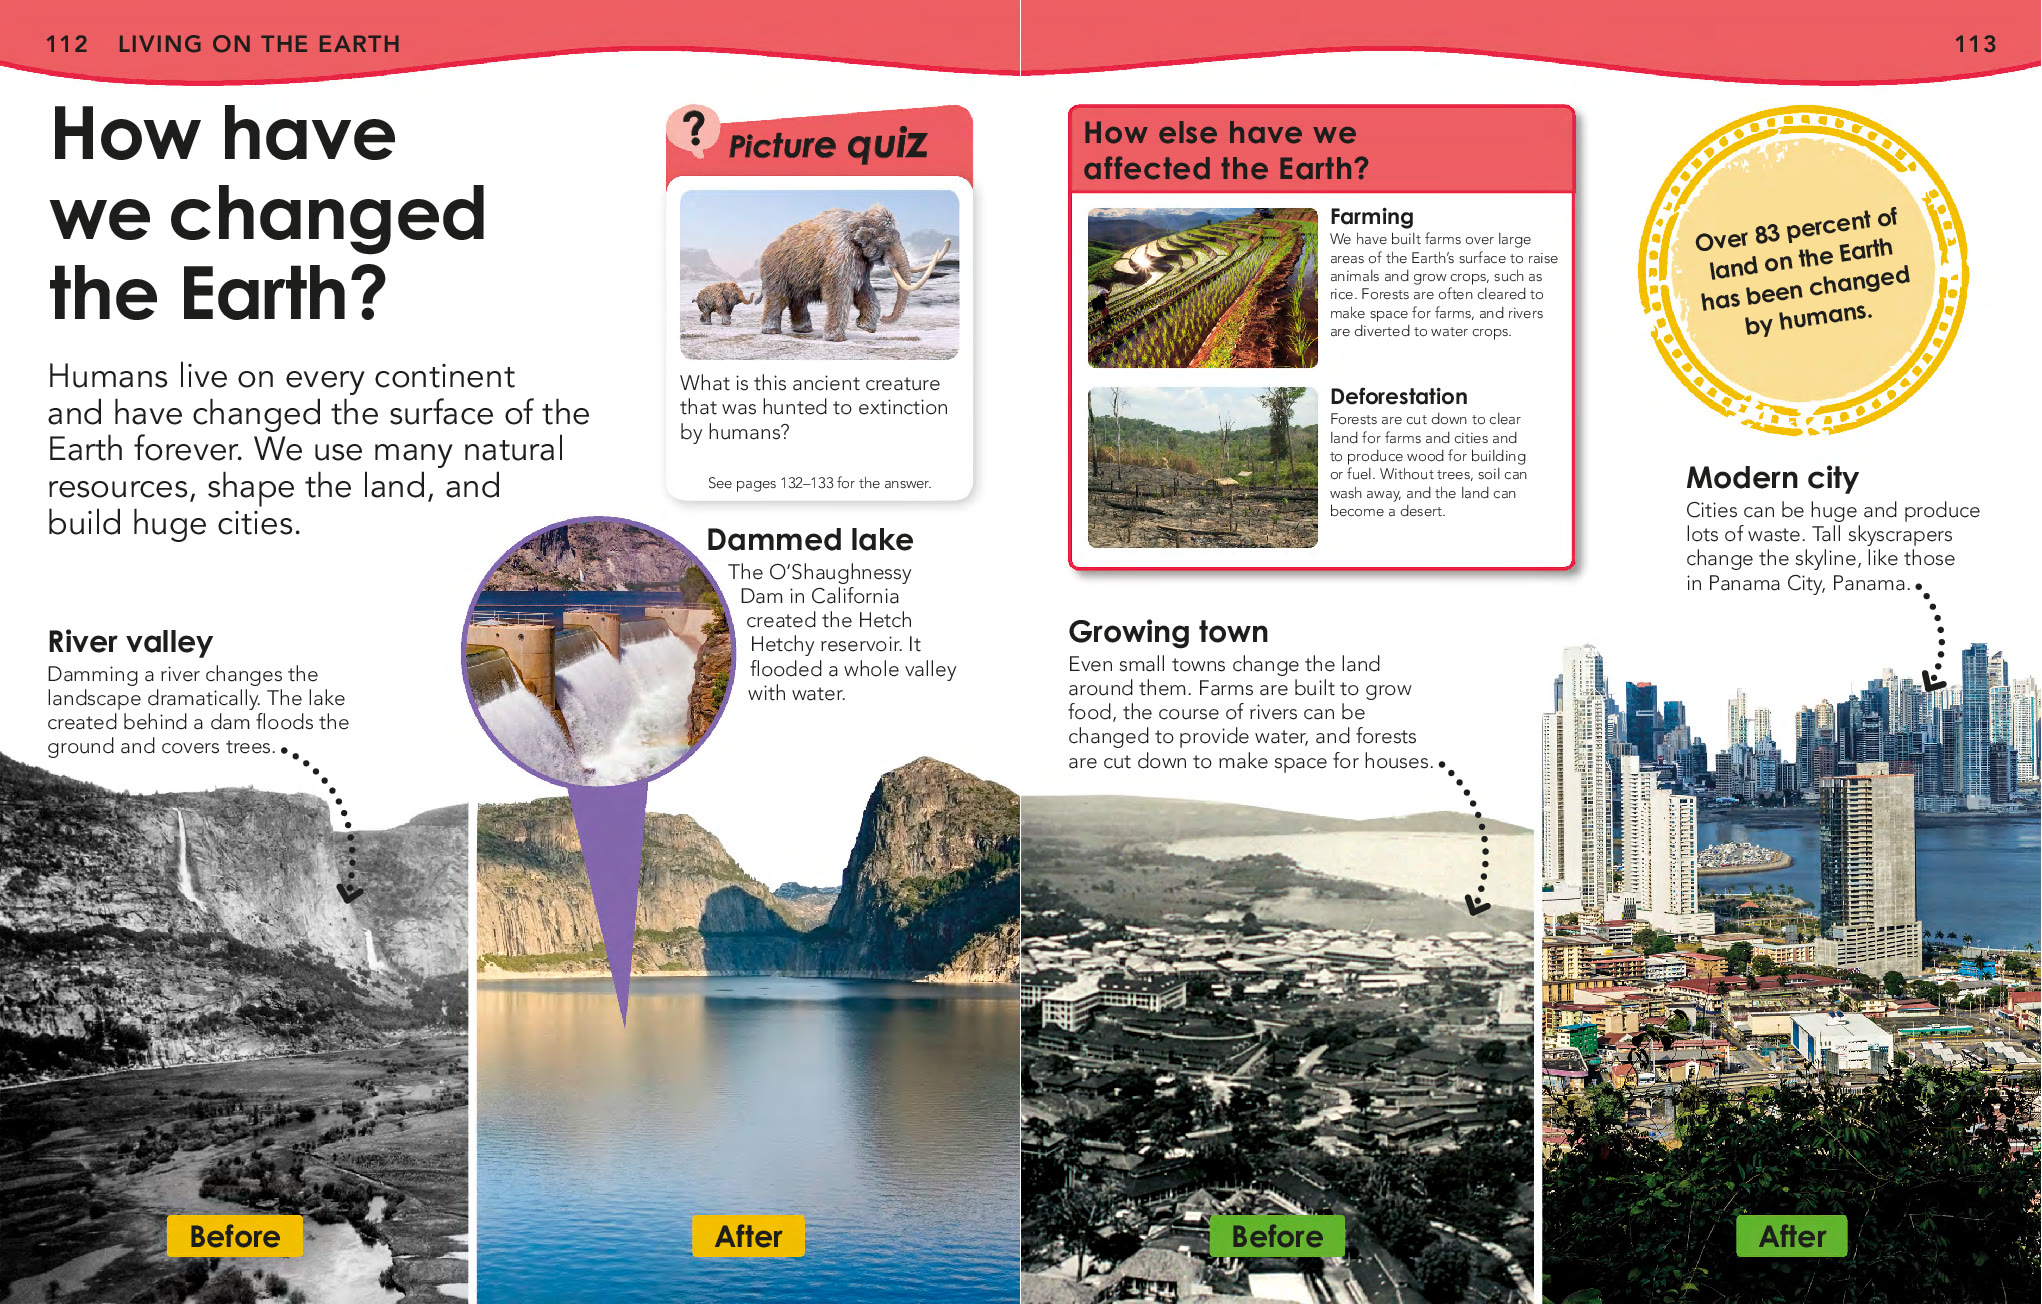 112 LIVING ON THE EARTH
113
How have
we changed
the Earth?
Humans live on every continent
and have changed the surface of the
Earth forever. We use many natural
resources, shape the land, and
build huge cities.
?
Picture quiz
What is this ancient creature
that was hunted to extinction
by humans?
See pages 132–133 for the answer.
River valley
Damming a river changes the
landscape dramatically. The lake
created behind a dam floods the
ground and covers trees.
Dammed lake
The O'Shaughnessy
Dam in California
created the Hetch
Hetchy reservoir. It
flooded a whole valley
with water.
Before
After
How else have we
affected the Earth?
Farming
We have built farms over large
areas of the Earth's surface to raise
animals and grow crops, such as
rice. Forests are often cleared to
make space for farms, and rivers
are diverted to water crops.
Deforestation
Forests are cut down to clear
land for farms and cities and
to produce wood for building
or fuel. Without trees, soil can
wash away, and the land can
become a desert.
Over 83 percent of
land on the Earth
has been changed
by humans.
Growing town
Even small towns change the land
around them. Farms are built to grow
food, the course of rivers can be
changed to provide water, and forests
are cut down to make space for houses.
Modern city
Cities can be huge and produce
lots of waste. Tall skyscrapers
change the skyline, like those
in Panama City, Panama.
Before
After